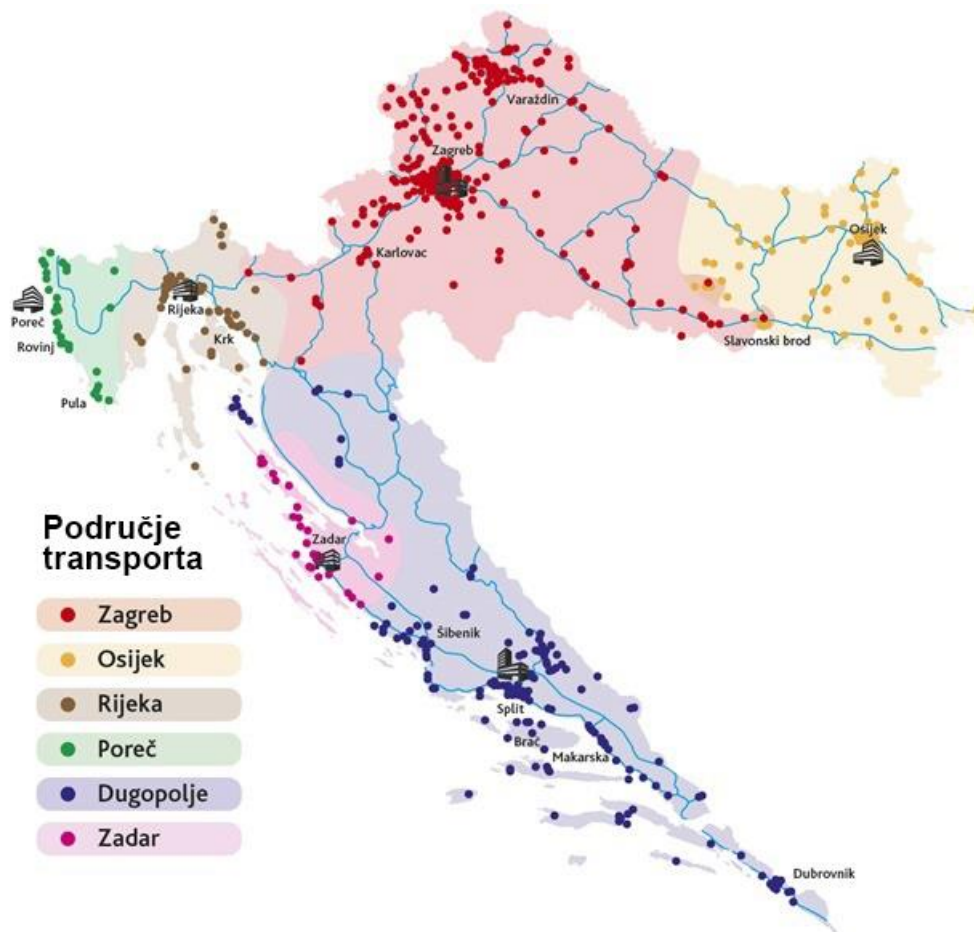 Varaždin
Zagreb
Karlovac
Osijek
Slavonski brod
Rijeka
Krk
Poreč
Rovinj
Pula
Zadar
Šibenik
Split
Brač
Makarska
Dubrovnik
Područje
transporta
Zagreb
Osijek
Rijeka
Poreč
Dugopolje
Zadar